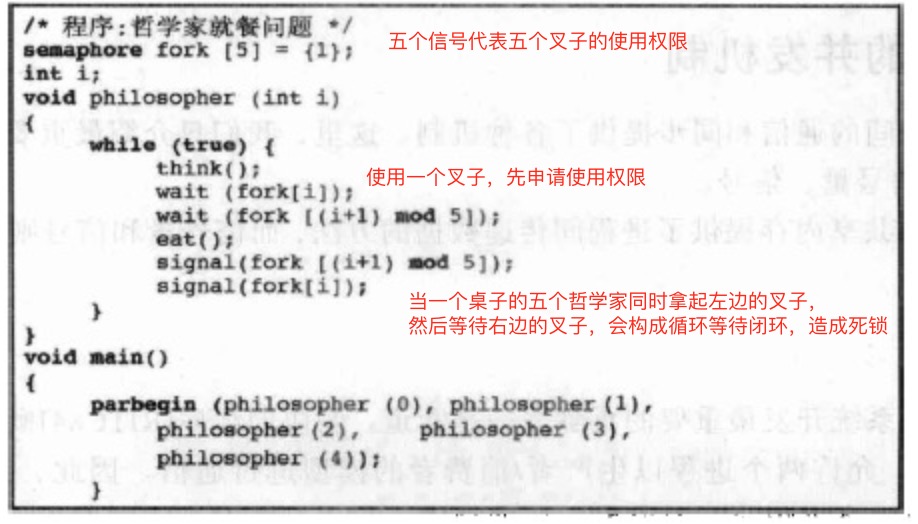 /* 程序:哲学家就餐问题 */
semaphore fork [5] = {1};
五个信号代表五个叉子的使用权限
int i;
void philosopher (int i)
{
while (true) {
think();
使用一个叉子，先申请使用权限
wait (fork[i]);
wait (fork [(i+1) mod 5]);
eat();
signal(fork [(i+1) mod 5]);
signal(fork[i]);
当一个桌子的五个哲学家同时拿起左边的叉子，
然后等待右边的叉子，会构成循环等待闭环，造成死锁
}
}
void main()
{
parbegin (philosopher (0), philosopher (1),
philosopher (2), philosopher (3),
philosopher (4));
}